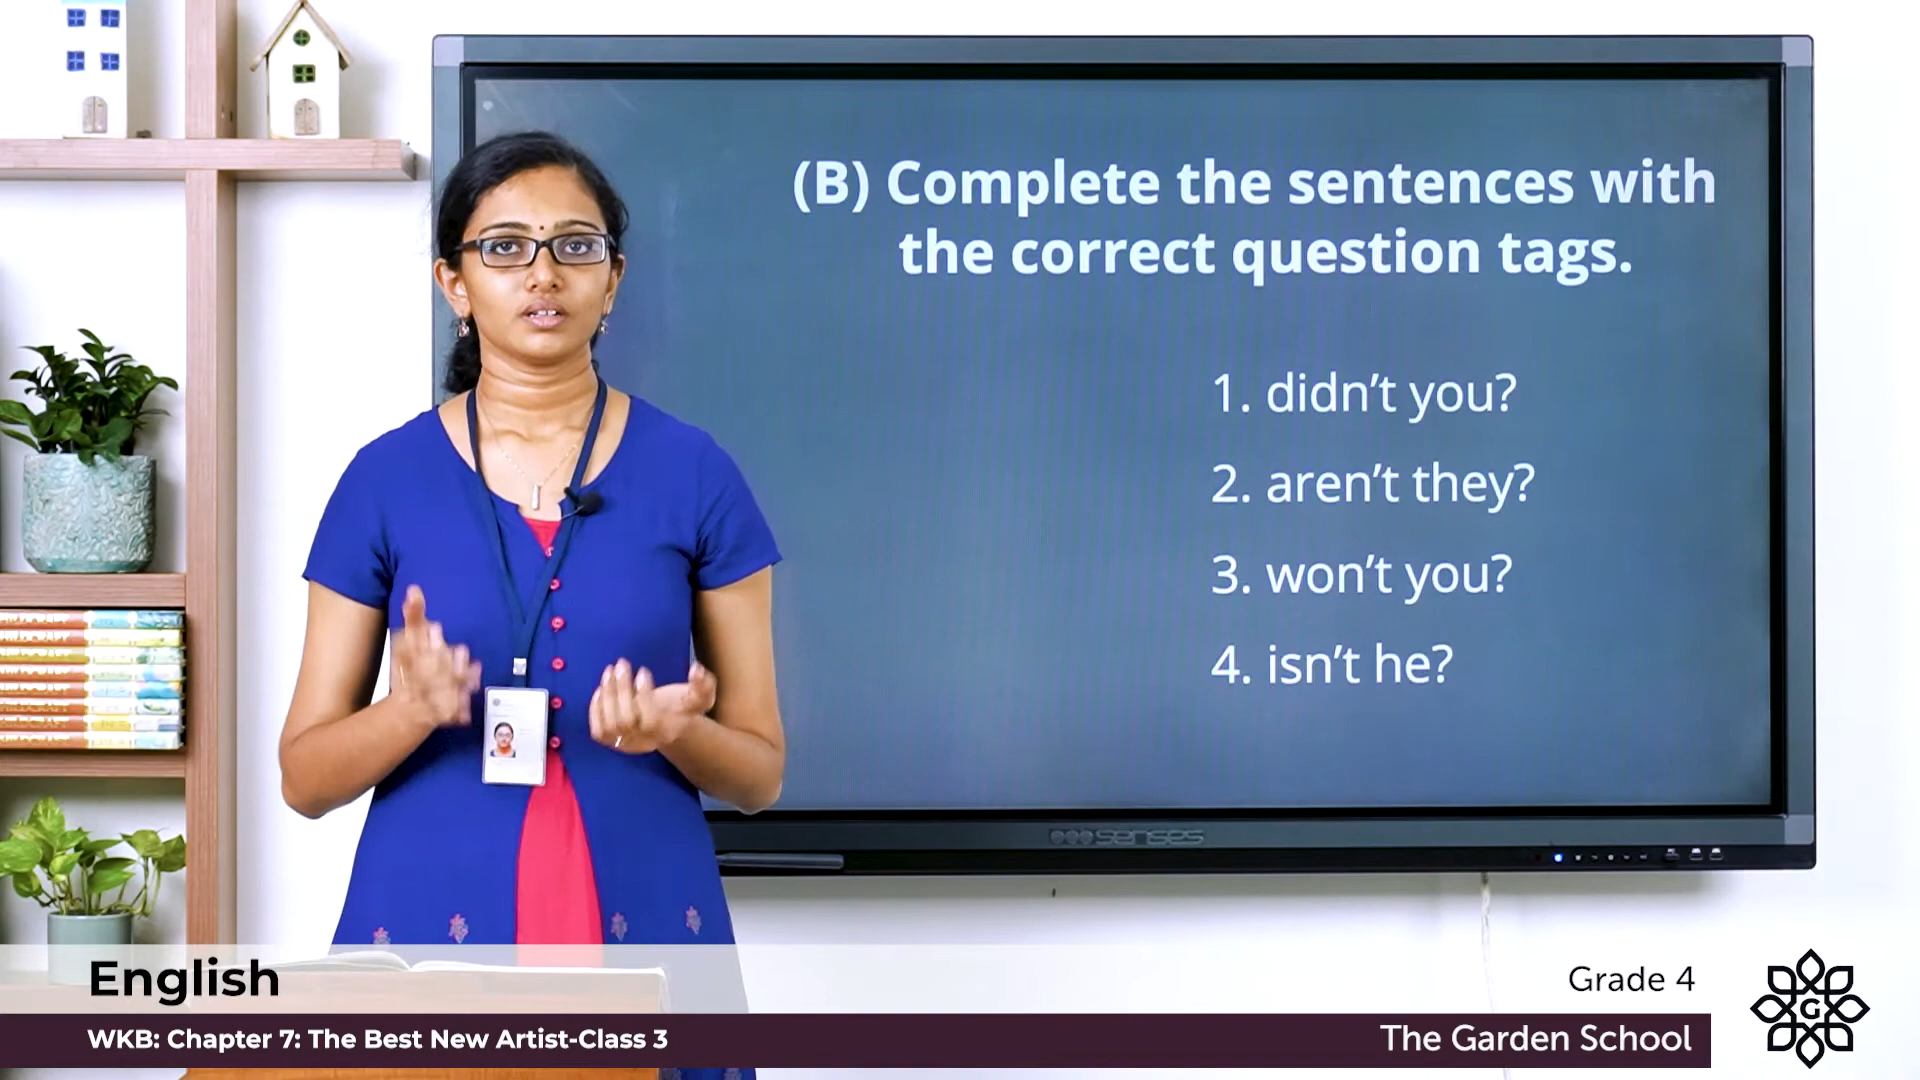 (B) Complete the sentences with
the correct question tags.
1. didn’t you?
2. aren’t they?
3. won’t you?
4. isn’t he?
senses
English
Grade 4
WKB: Chapter 7: The Best New Artist-Class 3
The Garden School
G